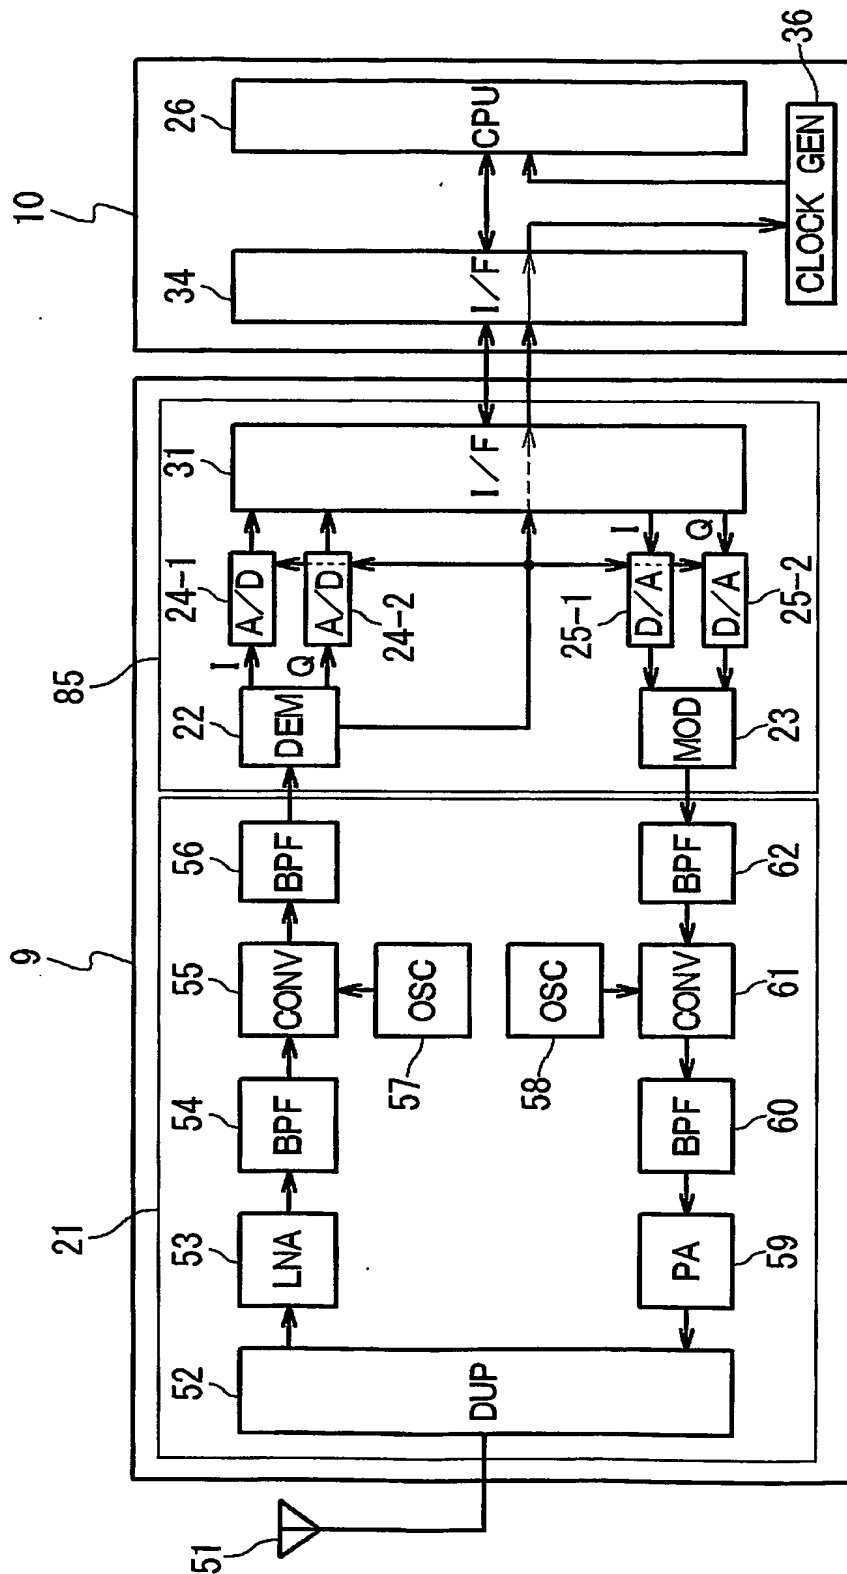 10
26
CPU
34
I/F
36
CLOCK GEN
9
85
31
I/F
24-1
A/D
24-2
A/D
I
Q
22
DEM
25-1
D/A
25-2
D/A
I
Q
23
MOD
21
56
BPF
55
CONV
54
BPF
53
LNA
52
DUP
57
OSC
58
OSC
62
BPF
61
CONV
60
BPF
59
PA
51